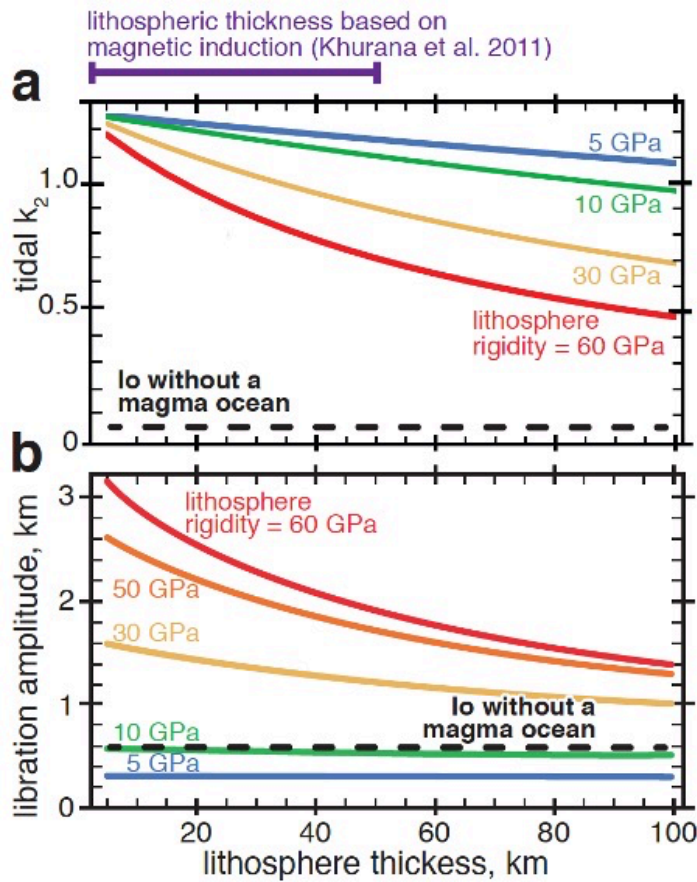 lithospheric thickness based on
magnetic induction (Khurana et al. 2011)
a
tidal k2
1.0
0.5
0
5 GPa
10 GPa
30 GPa
lithosphere
rigidity = 60 GPa
Io without a
magma ocean
b
libration amplitude, km
3
2
1
0
lithosphere
rigidity = 60 GPa
50 GPa
30 GPa
Io without a
magma ocean
10 GPa
5 GPa
20
40
60
80
100
lithosphere thickess, km